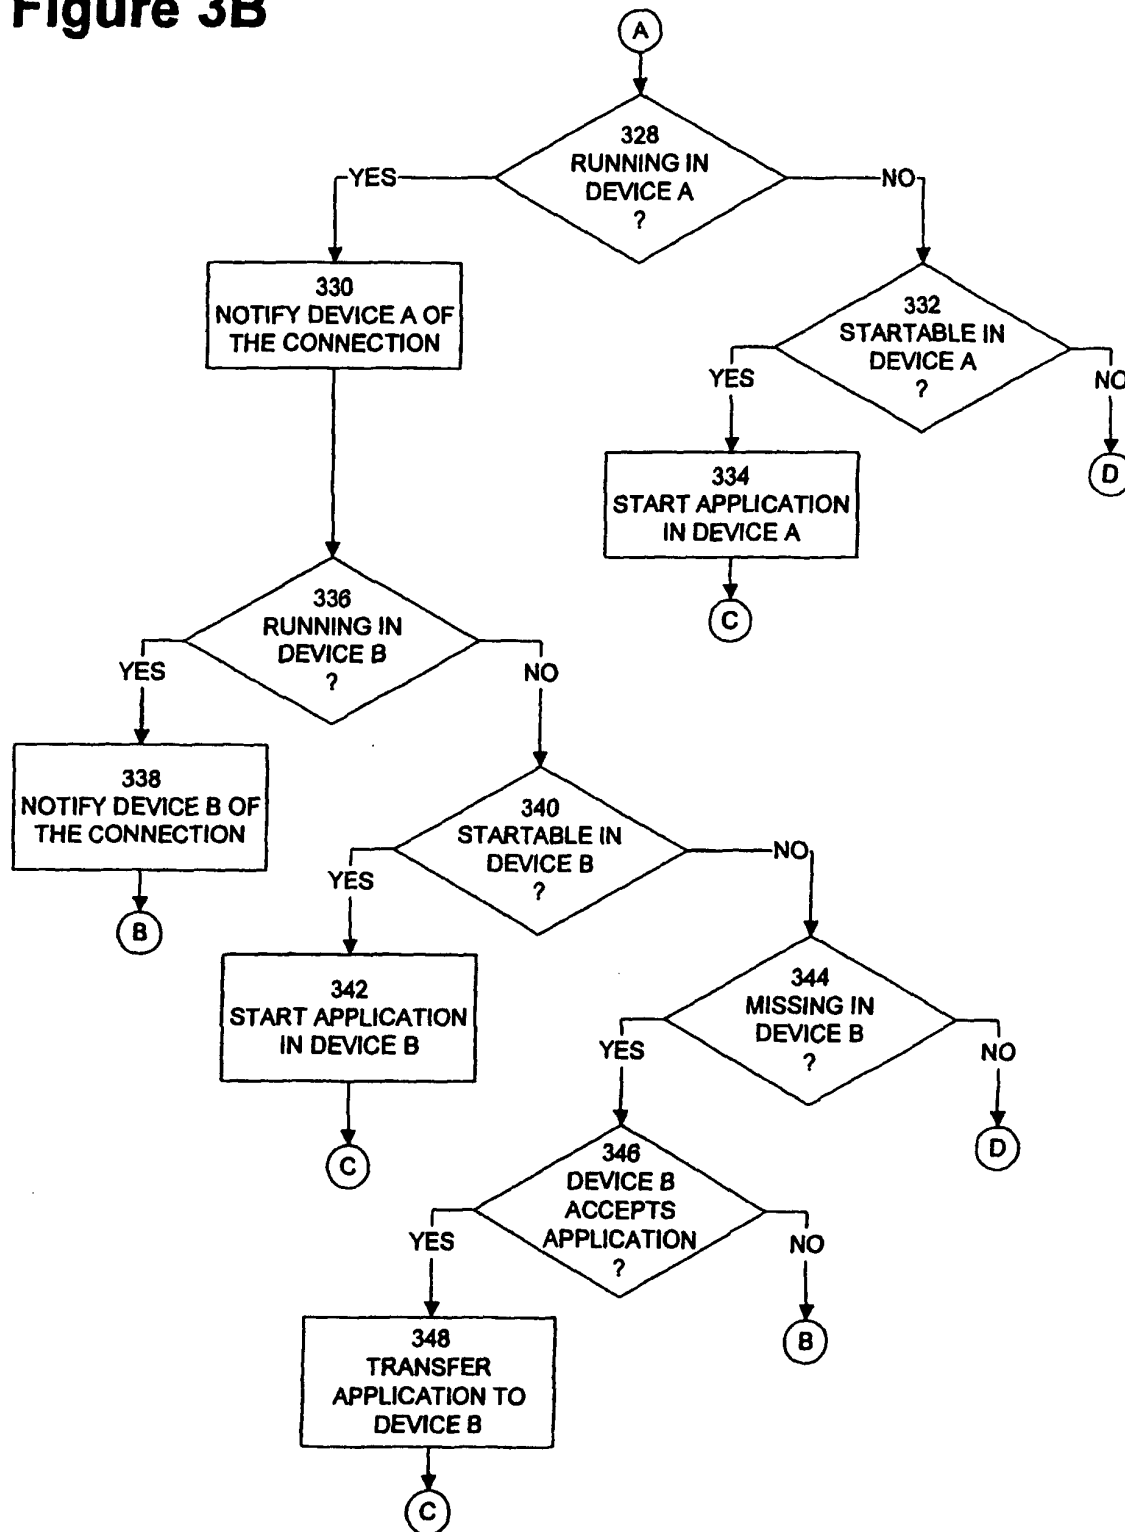 Figure 3B
A
328
RUNNING IN
DEVICE A
?
YES
NO
330
NOTIFY DEVICE A OF
THE CONNECTION
332
STARTABLE IN
DEVICE A
?
YES
NO
D
334
START APPLICATION
IN DEVICE A
C
336
RUNNING IN
DEVICE B
?
YES
NO
338
NOTIFY DEVICE B OF
THE CONNECTION
B
340
STARTABLE IN
DEVICE B
?
YES
NO
342
START APPLICATION
IN DEVICE B
C
344
MISSING IN
DEVICE B
?
YES
NO
D
346
DEVICE B
ACCEPTS
APPLICATION
?
YES
NO
B
348
TRANSFER
APPLICATION TO
DEVICE B
C